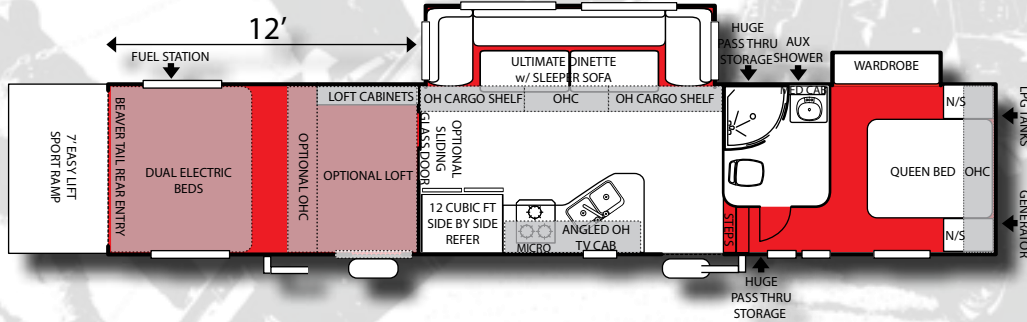 12’
FUEL STATION
7’ EASY LIFT
SPORT RAMP
BEAVER TAIL REAR ENTRY
DUAL ELECTRIC
BEDS
OPTIONAL OHC
LOFT CABINETS
OPTIONAL LOFT
ULTIMATE DINETTE
w/ SLEEPER SOFA
OH CARGO SHELF
OHC
OH CARGO SHELF
OPTIONAL
SLIDING
GLASS DOOR
12 CUBIC FT
SIDE BY SIDE
REFER
MICRO
ANGLED OH
TV CAB
HUGE
PASS THRU
STORAGE
AUX
SHOWER
MED CAB
STEPS
HUGE
PASS THRU
STORAGE
WARDROBE
N/S
QUEEN BED
OHC
N/S
LPG TANKS
GENERATOR